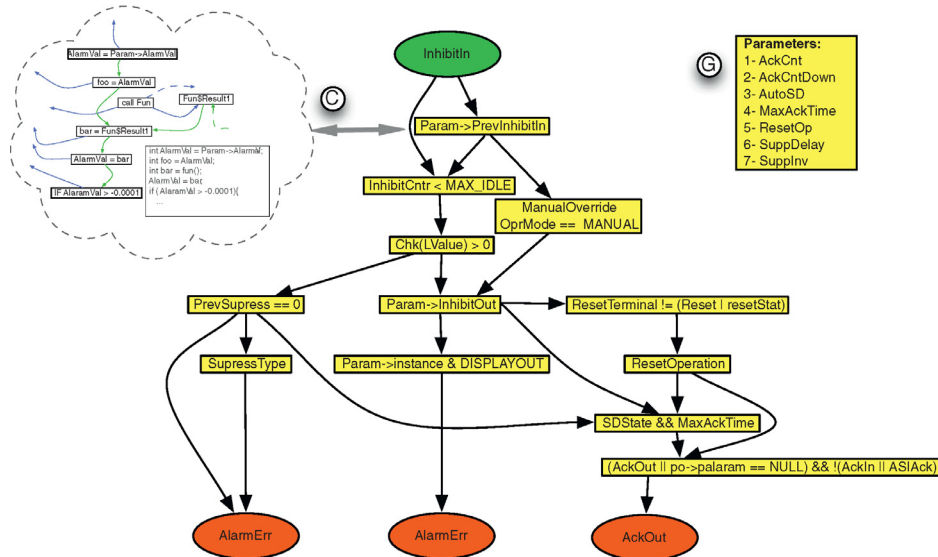 AlarmVal = Param->AlarmVal
foo = AlarmVal
call Fun
Fun$Result1
bar = Fun$Result1
AlarmVal = bar
IF AlaramVal > -0.0001
int AlarmVal = Param->AlarmVal;
int foo = AlarmVal;
int bar = fun();
AlarmVal = bar;
if ( AlaramVal > -0.0001){
...
C
InhibitIn
G
Parameters:
1- AckCnt
2- AckCntDown
3- AutoSD
4- MaxAckTime
5- ResetOp
6- SuppDelay
7- SuppInv
Param->PrevInhibitIn
InhibitCntr < MAX_IDLE
ManualOverride
OprMode == MANUAL
Chk(LValue) > 0
PrevSupress == 0
Param->InhibitOut
ResetTerminal != (Reset | resetStat)
SupressType
Param->instance & DISPLAYOUT
ResetOperation
SDState && MaxAckTime
(AckOut || po->palaram == NULL) && !(AckIn || ASIAck)
AlarmErr
AlarmErr
AckOut